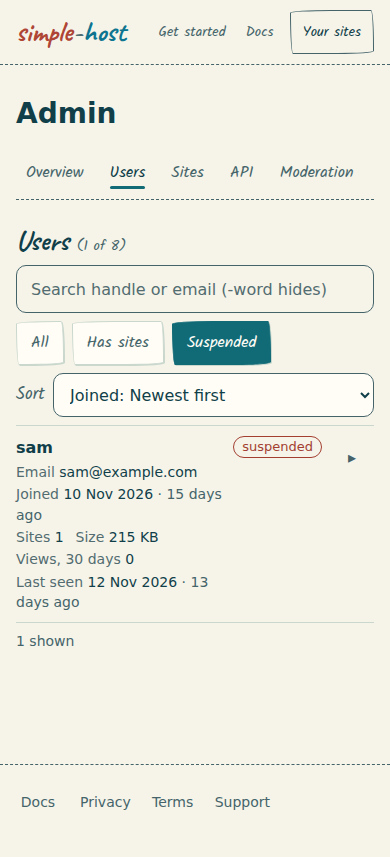 simple-host Get started Docs Your sites
Admin
Overview Users Sites API Moderation
Users (1 of 8)
Search handle or email (-word hides)
All Has sites Suspended
Sort Joined: Newest first
sam suspended ▸
Email sam@example.com
Joined 10 Nov 2026 · 15 days
ago
Sites 1 Size 215 KB
Views, 30 days 0
Last seen 12 Nov 2026 · 13
days ago
1 shown
Docs Privacy Terms Support